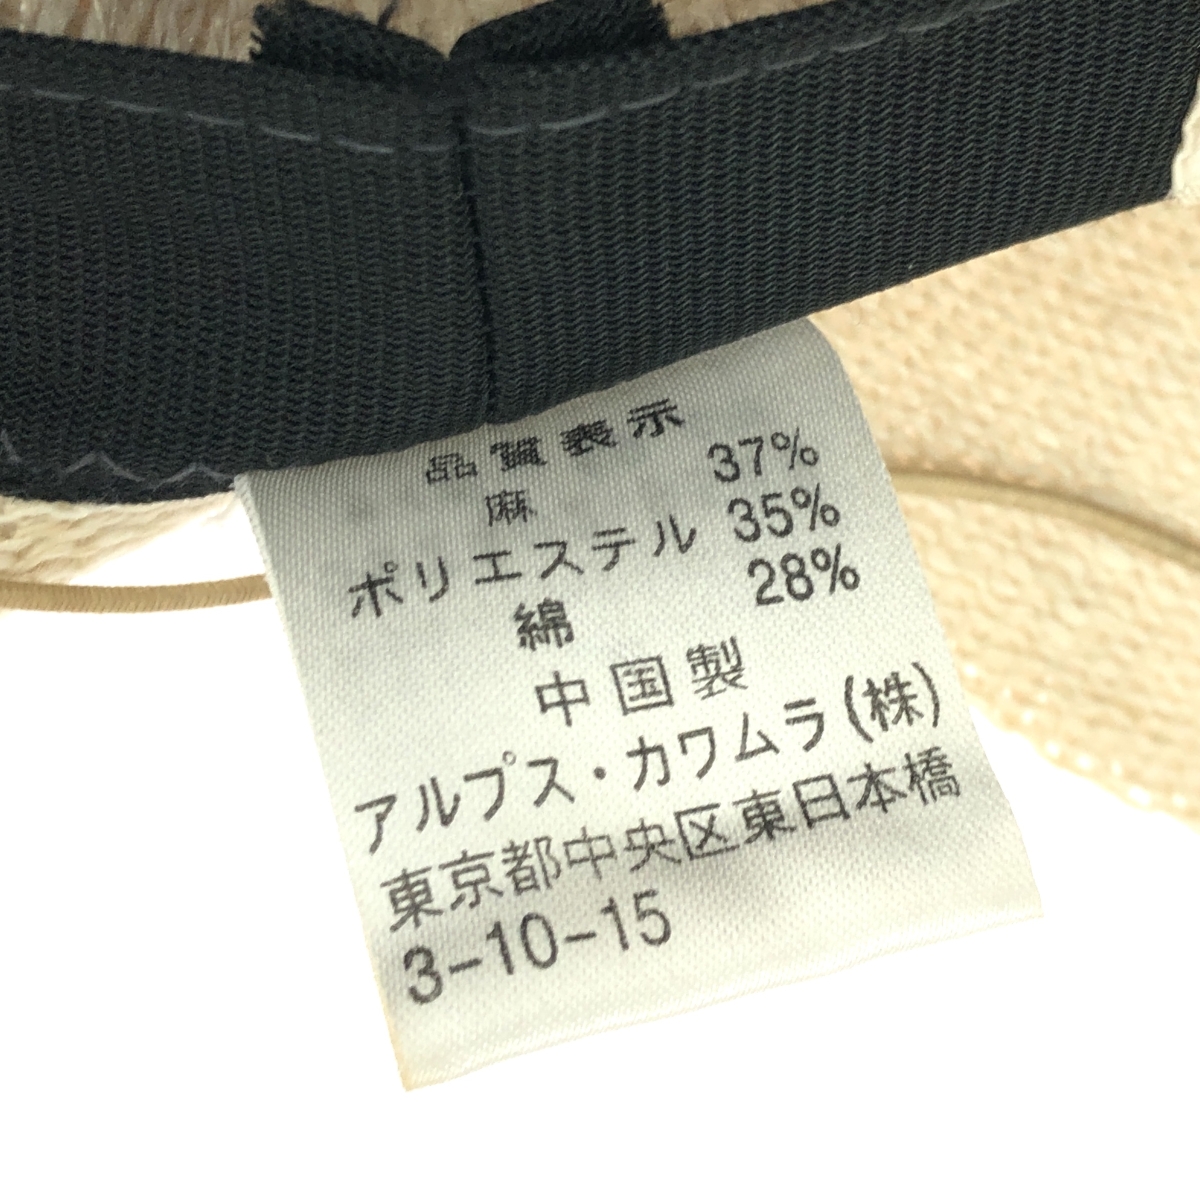 品質表示
麻 37%
ポリエステル 35%
綿 28%
中国製
アルプス・カワムラ(株)
東京都中央区東日本橋
3-10-15